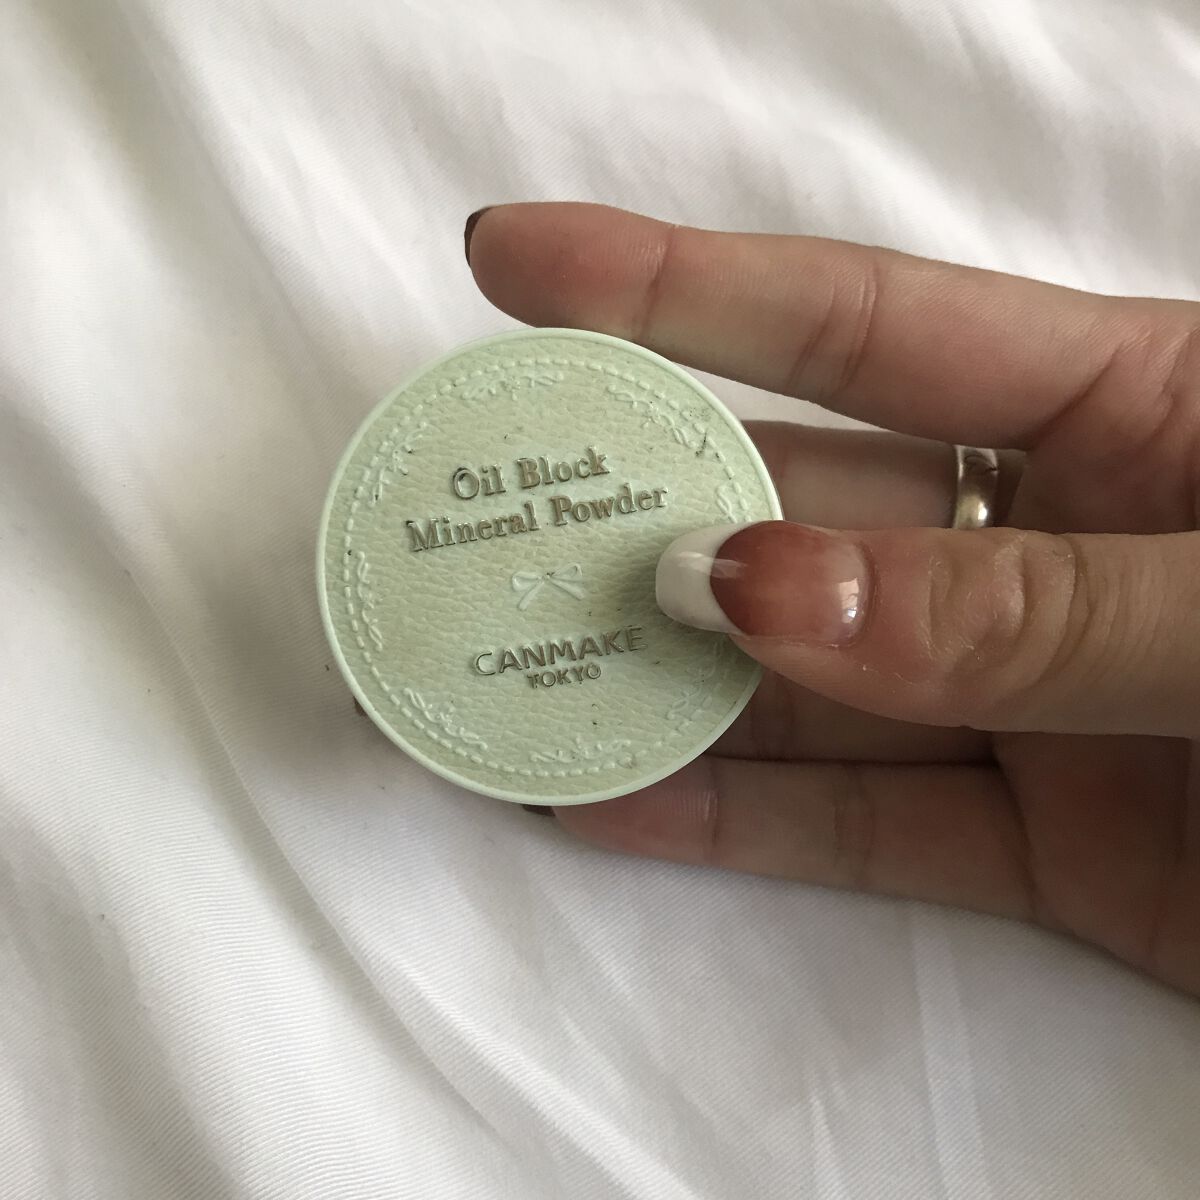 Oil Block
Mineral Powder
CANMAKE
TOKYO